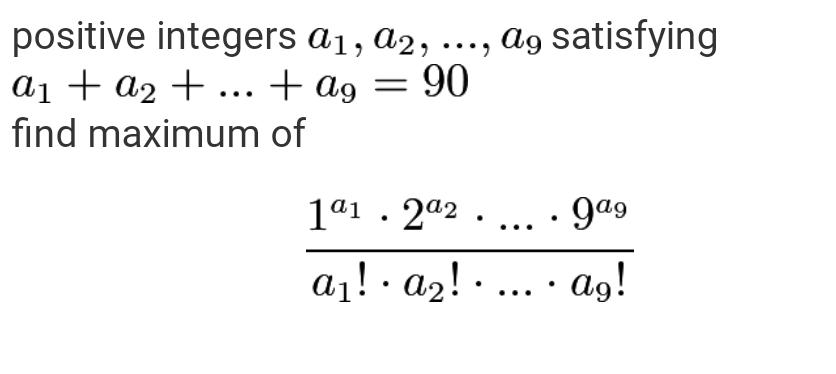 positive integers a₁, a₂, ..., a₉ satisfying
a₁ + a₂ + ... + a₉ = 90
find maximum of
1^{a₁} · 2^{a₂} · ... · 9^{a₉}
a₁! · a₂! · ... · a₉!